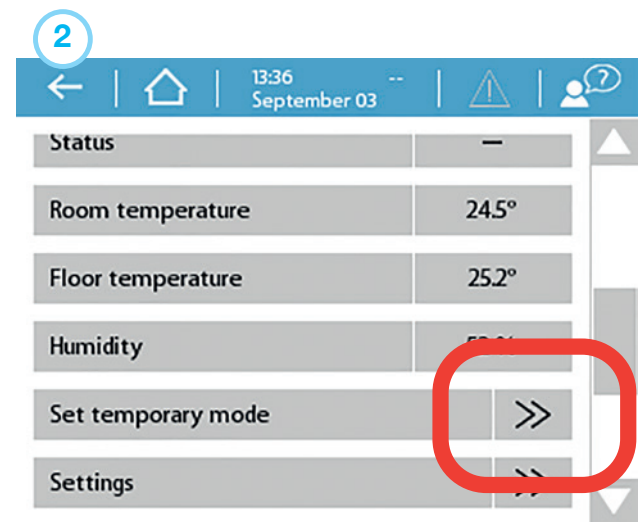 2
13:36 --
September 03
?
Status –
Room temperature 24.5°
Floor temperature 25.2°
Humidity
Set temporary mode >>
Settings >>